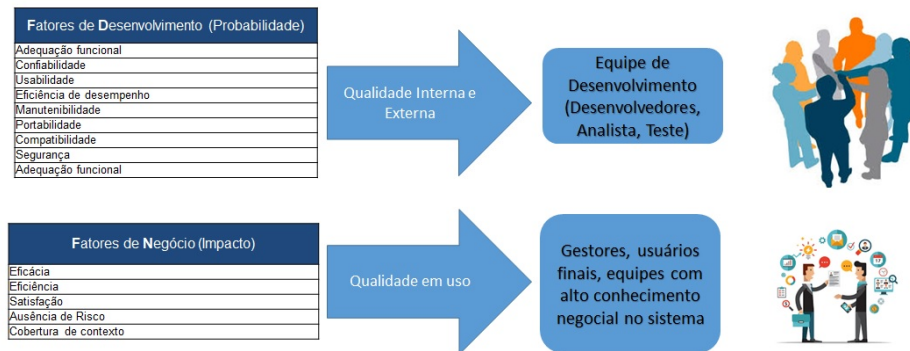 Fatores de Desenvolvimento (Probabilidade)
Adequação funcional
Confiabilidade
Usabilidade
Eficiência de desempenho
Manutenibilidade
Portabilidade
Compatibilidade
Segurança
Adequação funcional
Qualidade Interna e
Externa
Equipe de
Desenvolvimento
(Desenvolvedores,
Analista, Teste)
Fatores de Negócio (Impacto)
Eficácia
Eficiência
Satisfação
Ausência de Risco
Cobertura de contexto
Qualidade em uso
Gestores, usuários
finais, equipes com
alto conhecimento
negocial no sistema